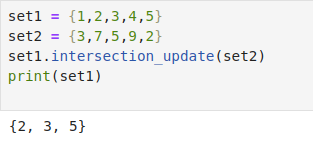 set1 = {1,2,3,4,5}
set2 = {3,7,5,9,2}
set1.intersection_update(set2)
print(set1)
{2, 3, 5}